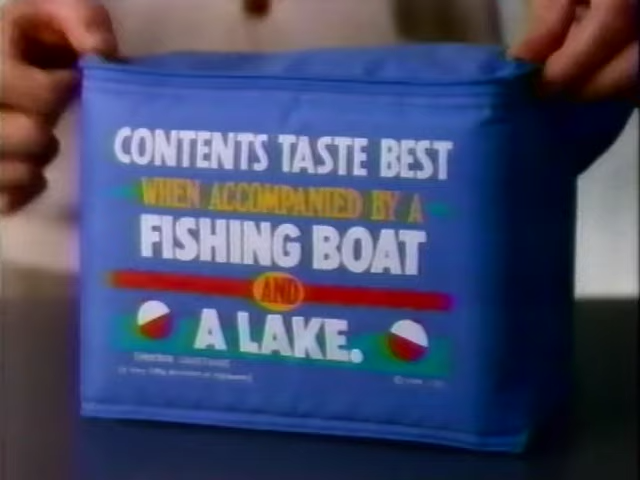 CONTENTS TASTE BEST
WHEN ACCOMPANIED BY A
FISHING BOAT
AND
A LAKE.